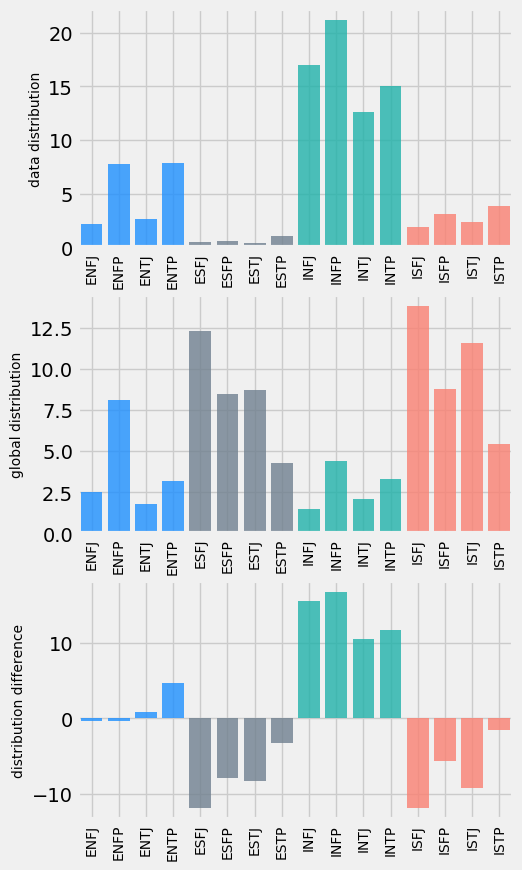 data distribution
20
15
10
5
0
ENFJ ENFP ENTJ ENTP ESFJ ESFP ESTJ ESTP INFJ INFP INTJ INTP ISFJ ISFP ISTJ ISTP
global distribution
12.5
10.0
7.5
5.0
2.5
0.0
ENFJ ENFP ENTJ ENTP ESFJ ESFP ESTJ ESTP INFJ INFP INTJ INTP ISFJ ISFP ISTJ ISTP
distribution difference
10
0
−10
ENFJ ENFP ENTJ ENTP ESFJ ESFP ESTJ ESTP INFJ INFP INTJ INTP ISFJ ISFP ISTJ ISTP